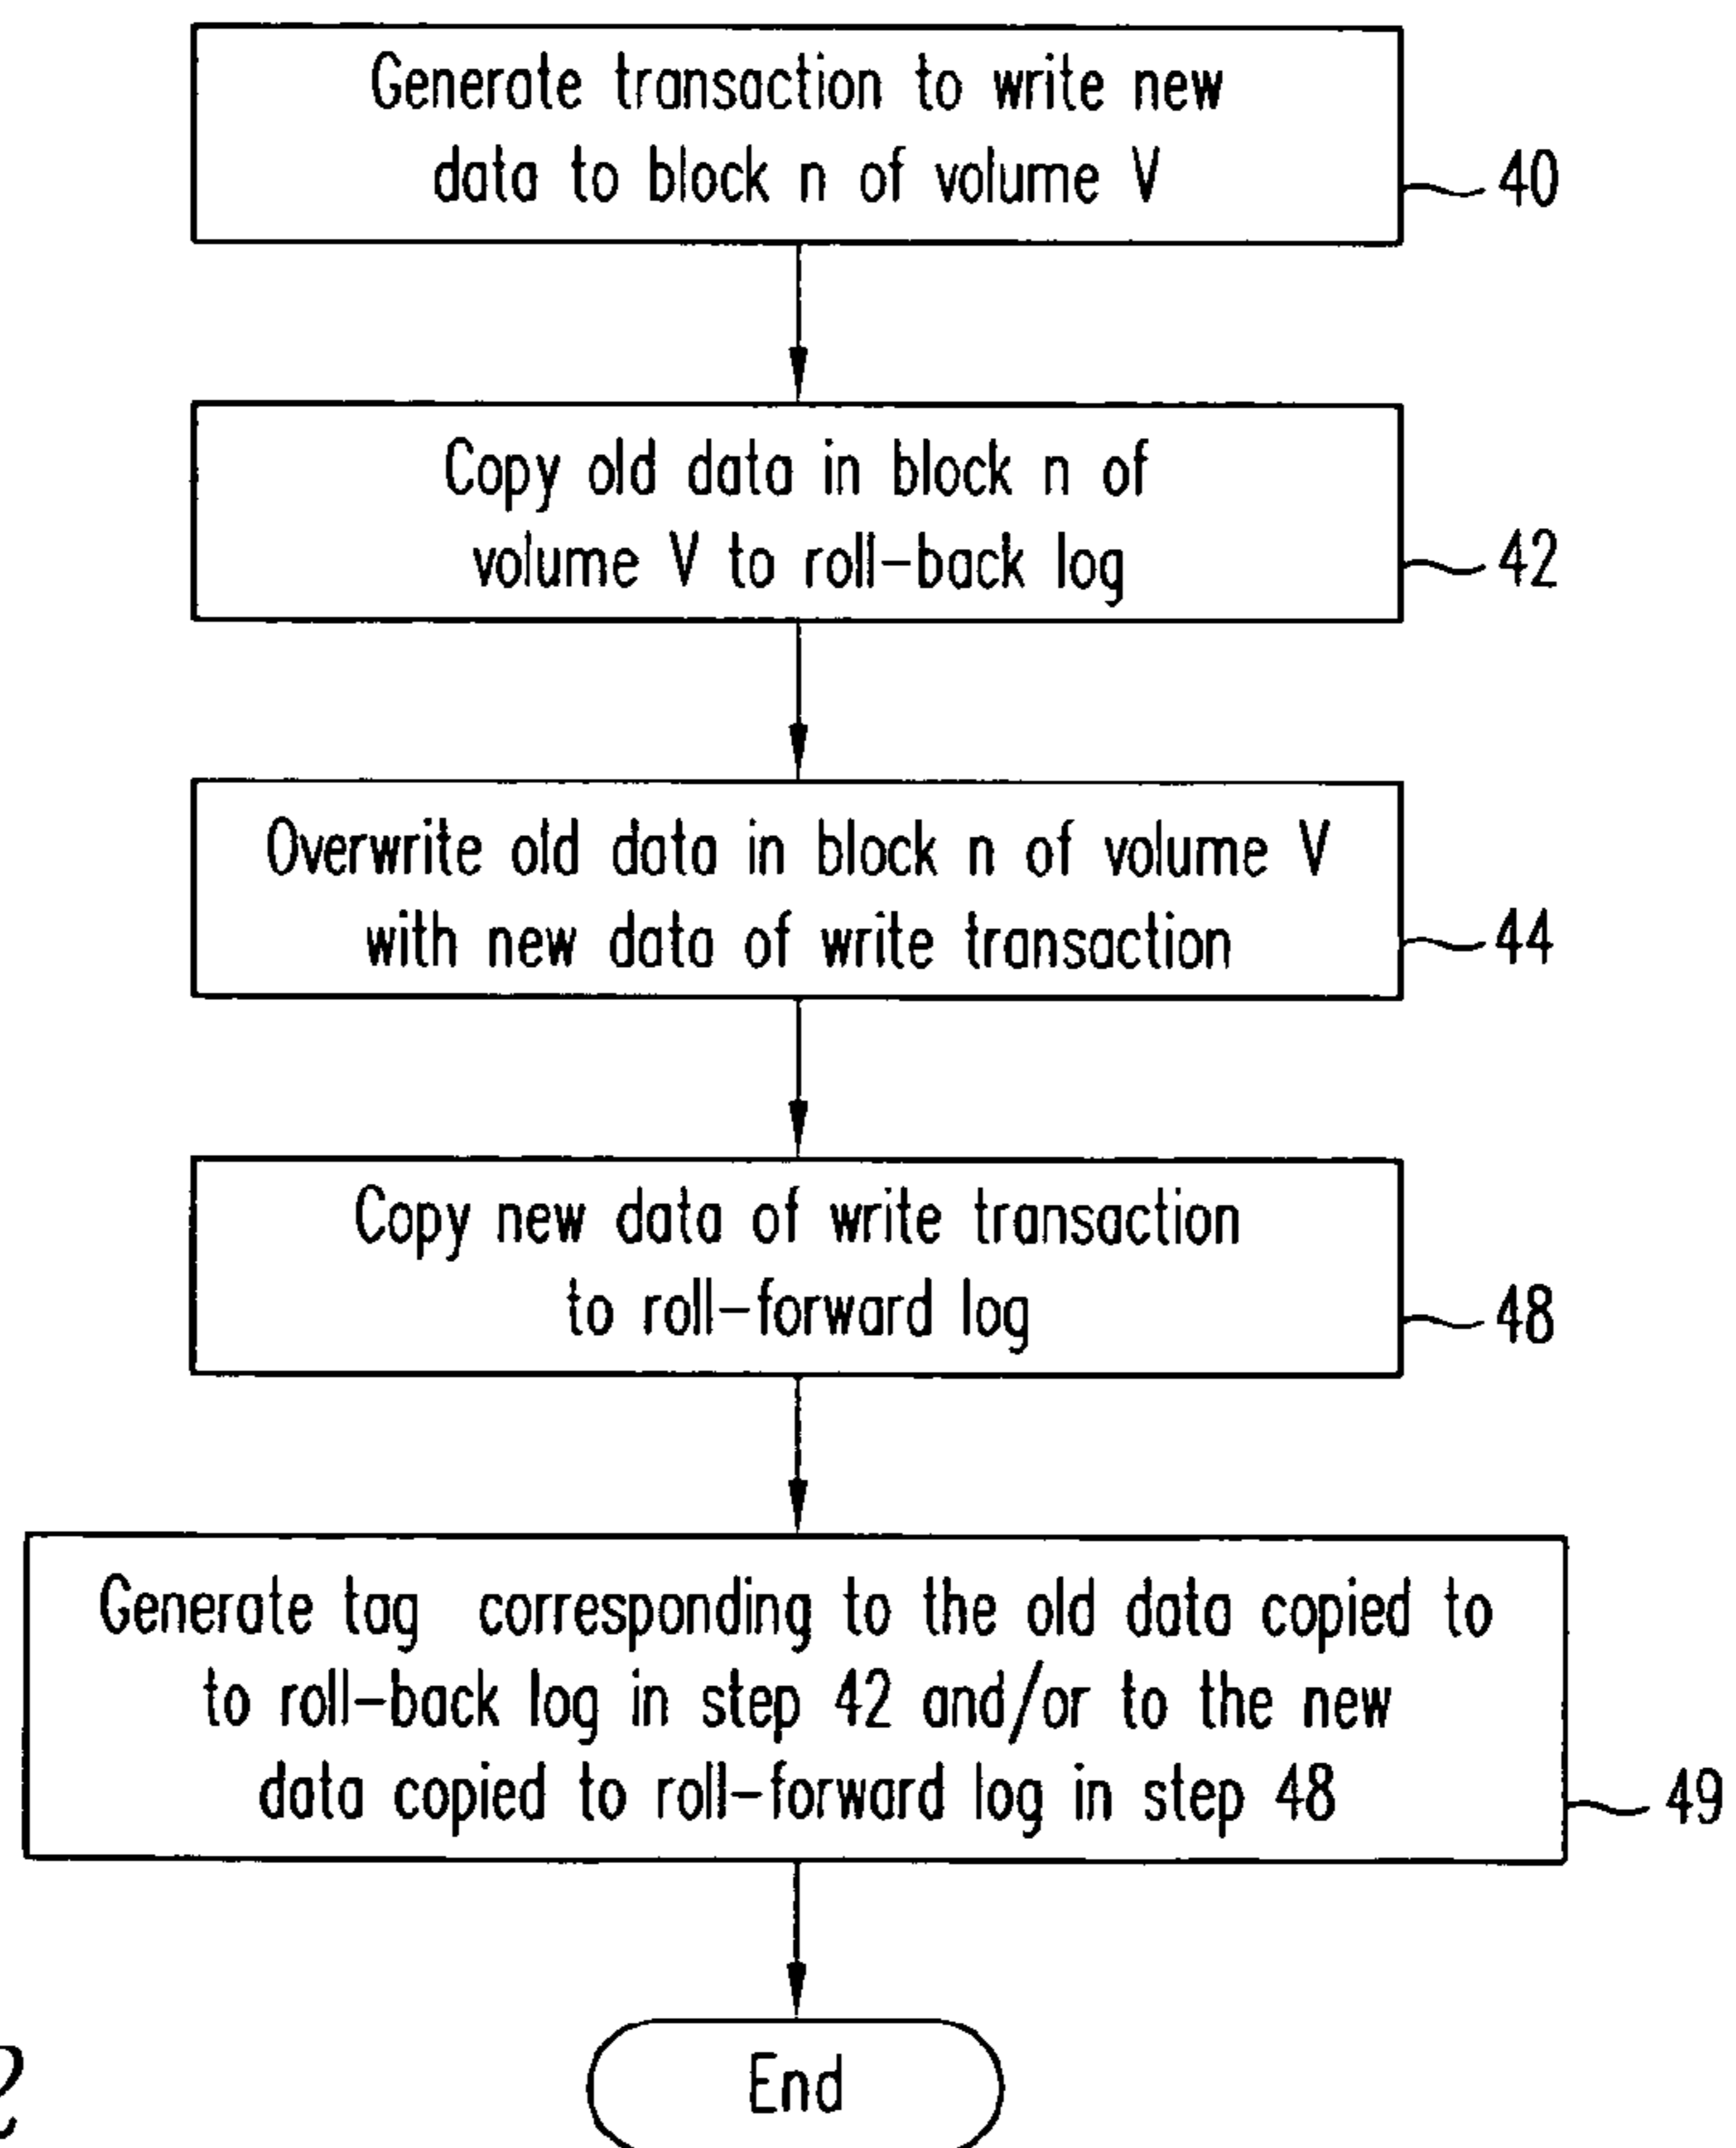 Generate transaction to write new
data to block n of volume V
40
Copy old data in block n of
volume V to roll-back log
42
Overwrite old data in block n of volume V
with new data of write transaction
44
Copy new data of write transaction
to roll-forward log
48
Generate tag corresponding to the old data copied to
to roll-back log in step 42 and/or to the new
data copied to roll-forward log in step 48
49
End
2